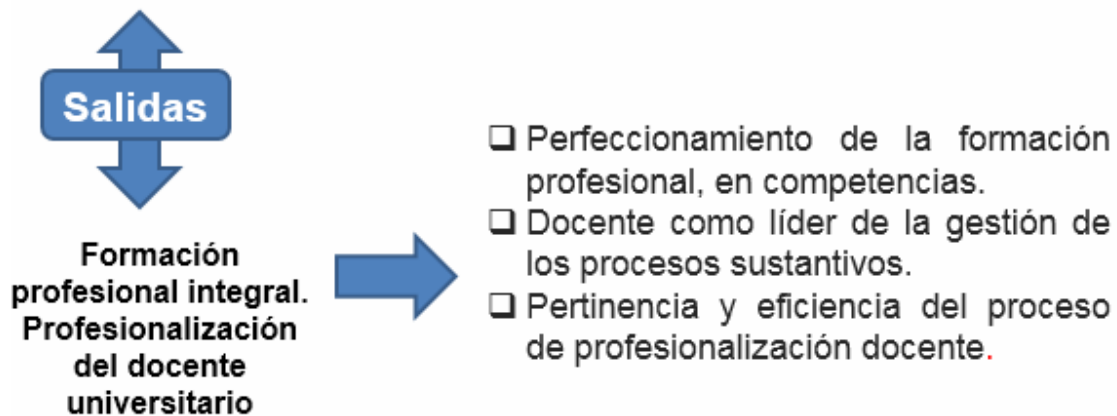 Salidas
Formación
profesional integral.
Profesionalización
del docente
universitario
❑ Perfeccionamiento de la formación
profesional, en competencias.
❑ Docente como líder de la gestión de
los procesos sustantivos.
❑ Pertinencia y eficiencia del proceso
de profesionalización docente.